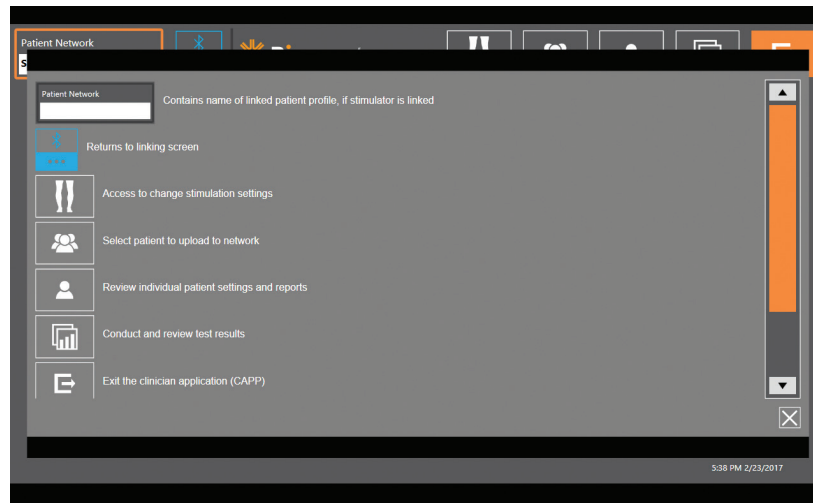 Patient Network
Patient Network
Contains name of linked patient profile, if stimulator is linked
Returns to linking screen
Access to change stimulation settings
Select patient to upload to network
Review individual patient settings and reports
Conduct and review test results
Exit the clinician application (CAPP)
5:38 PM 2/23/2017